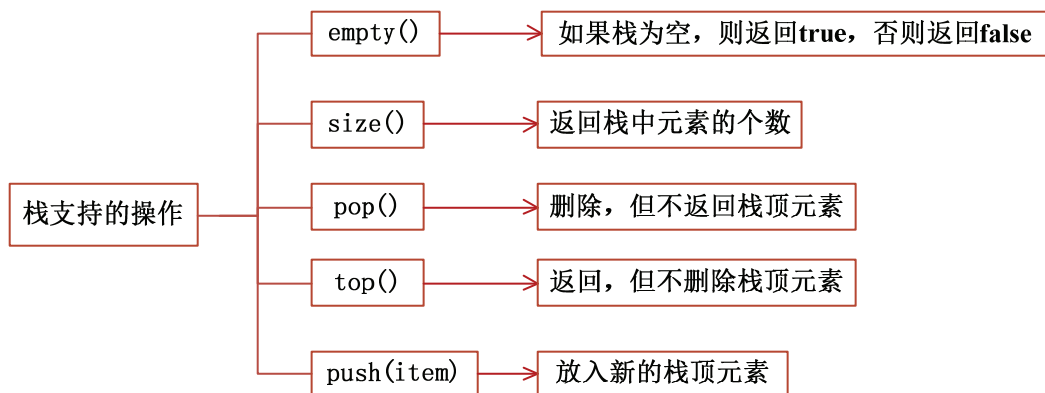 empty()
如果栈为空，则返回true，否则返回false
size()
返回栈中元素的个数
栈支持的操作
pop()
删除，但不返回栈顶元素
top()
返回，但不删除栈顶元素
push(item)
放入新的栈顶元素